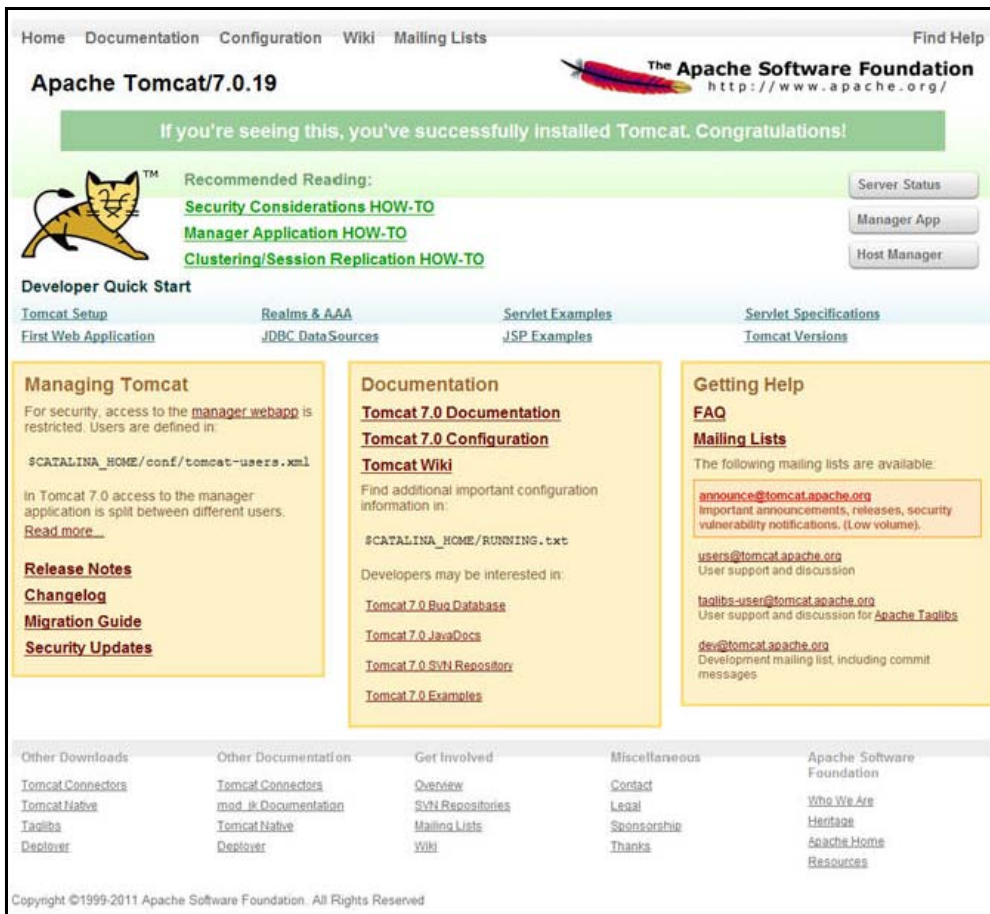 Home Documentation Configuration Wiki Mailing Lists Find Help
Apache Tomcat/7.0.19
The Apache Software Foundation
http://www.apache.org/
If you're seeing this, you've successfully installed Tomcat. Congratulations!
TM
Recommended Reading:
Security Considerations HOW-TO
Manager Application HOW-TO
Clustering/Session Replication HOW-TO
Server Status
Manager App
Host Manager
Developer Quick Start
Tomcat Setup Realms & AAA Servlet Examples Servlet Specifications
First Web Application JDBC DataSources JSP Examples Tomcat Versions
Managing Tomcat
For security, access to the manager webapp is
restricted. Users are defined in:
$CATALINA_HOME/conf/tomcat-users.xml
In Tomcat 7.0 access to the manager
application is split between different users.
Read more...
Release Notes
Changelog
Migration Guide
Security Updates
Documentation
Tomcat 7.0 Documentation
Tomcat 7.0 Configuration
Tomcat Wiki
Find additional important configuration
information in:
$CATALINA_HOME/RUNNING.txt
Developers may be interested in:
Tomcat 7.0 Bug Database
Tomcat 7.0 JavaDocs
Tomcat 7.0 SVN Repository
Tomcat 7.0 Examples
Getting Help
FAQ
Mailing Lists
The following mailing lists are available:
announce@tomcat.apache.org
Important announcements, releases, security
vulnerability notifications. (Low volume).
users@tomcat.apache.org
User support and discussion
taglibs-user@tomcat.apache.org
User support and discussion for Apache Taglibs
dev@tomcat.apache.org
Development mailing list, including commit
messages
Other Downloads
Tomcat Connectors
Tomcat Native
Taglibs
Deployer
Other Documentation
Tomcat Connectors
mod_jk Documentation
Tomcat Native
Deployer
Get Involved
Overview
SVN Repositories
Mailing Lists
Wiki
Miscellaneous
Contact
Legal
Sponsorship
Thanks
Apache Software
Foundation
Who We Are
Heritage
Apache Home
Resources
Copyright ©1999-2011 Apache Software Foundation. All Rights Reserved